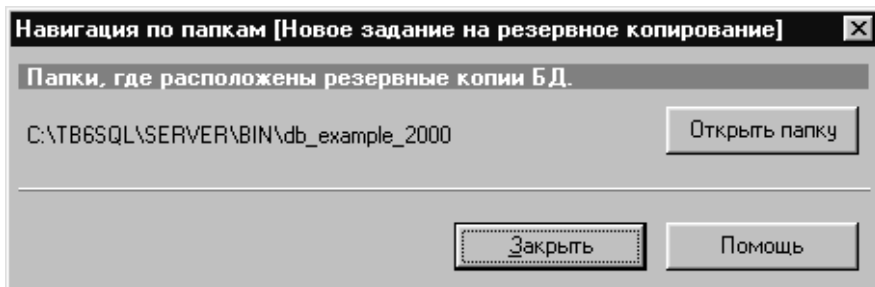 Навигация по папкам [Новое задание на резервное копирование]
Папки, где расположены резервные копии БД.
C:\TB6SQL\SERVER\BIN\db_example_2000
Открыть папку
Закрыть
Помощь